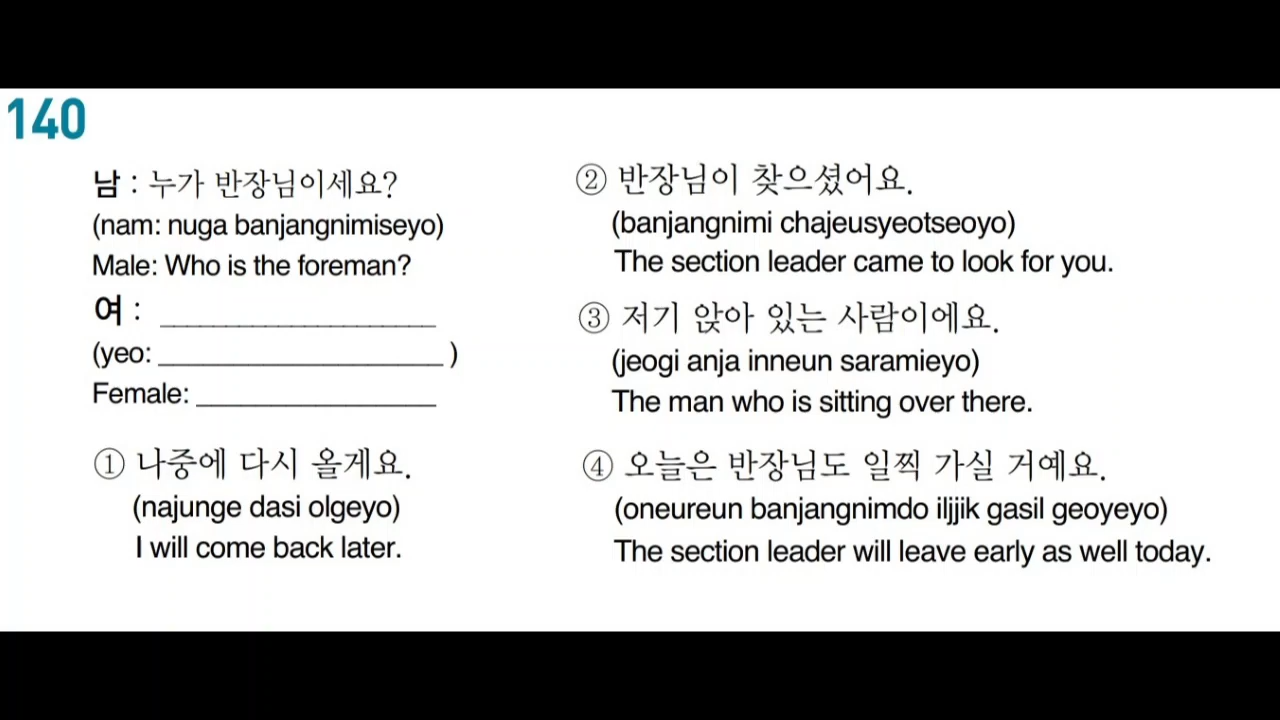 140
남 : 누가 반장님이세요?
(nam: nuga banjangnimiseyo)
Male: Who is the foreman?
여 : ____________________
(yeo: ____________________ )
Female: ____________________
① 나중에 다시 올게요.
(najunge dasi olgeyo)
I will come back later.
② 반장님이 찾으셨어요.
(banjangnimi chajeusyeotseoyo)
The section leader came to look for you.
③ 저기 앉아 있는 사람이에요.
(jeogi anja inneun saramieyo)
The man who is sitting over there.
④ 오늘은 반장님도 일찍 가실 거예요.
(oneureun banjangnimdo iljjik gasil geoyeyo)
The section leader will leave early as well today.